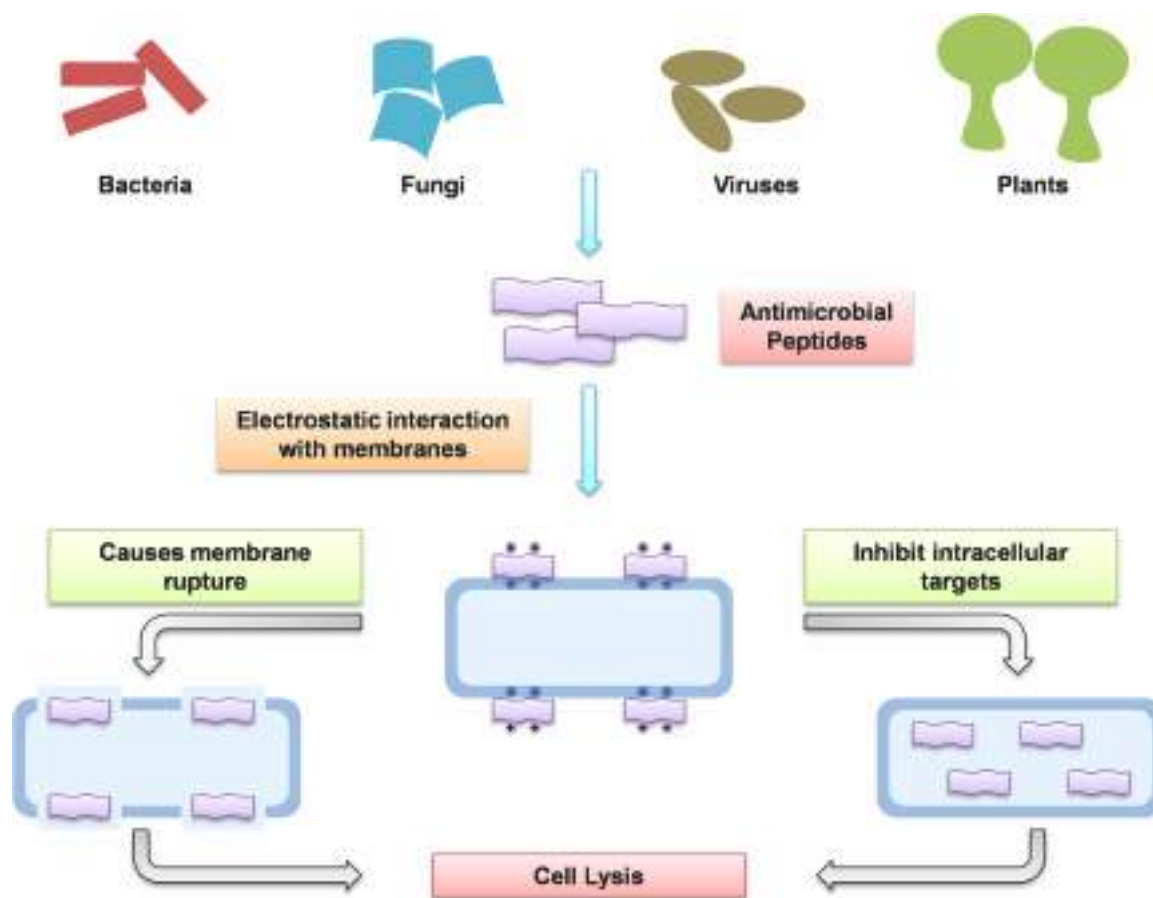 Bacteria
Fungi
Viruses
Plants
Antimicrobial
Peptides
Electrostatic interaction
with membranes
Causes membrane
rupture
Inhibit intracellular
targets
Cell Lysis